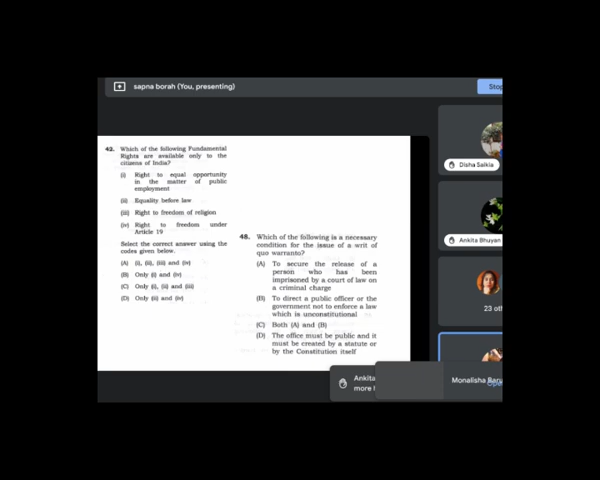 sapna borah (You, presenting)
Stop
42. Which of the following Fundamental
Rights are available only to the
citizens of India?
(i) Right to equal opportunity
in the matter of public
employment
(ii) Equality before law
(iii) Right to freedom of religion
(iv) Right to freedom under
Article 19
Select the correct answer using the
codes given below.
(A) (i), (ii), (iii) and (iv)
(B) Only (i) and (iv)
(C) Only (i), (ii) and (iii)
(D) Only (ii) and (iv)
48. Which of the following is a necessary
condition for the issue of a writ of
quo warranto?
(A) To secure the release of a
person who has been
imprisoned by a court of law on
a criminal charge
(B) To direct a public officer or the
government not to enforce a law
which is unconstitutional
(C) Both (A) and (B)
(D) The office must be public and it
must be created by a statute or
by the Constitution itself
Disha Saikia
Ankita Bhuyan
23 ot
Ankita
more
Monalisha